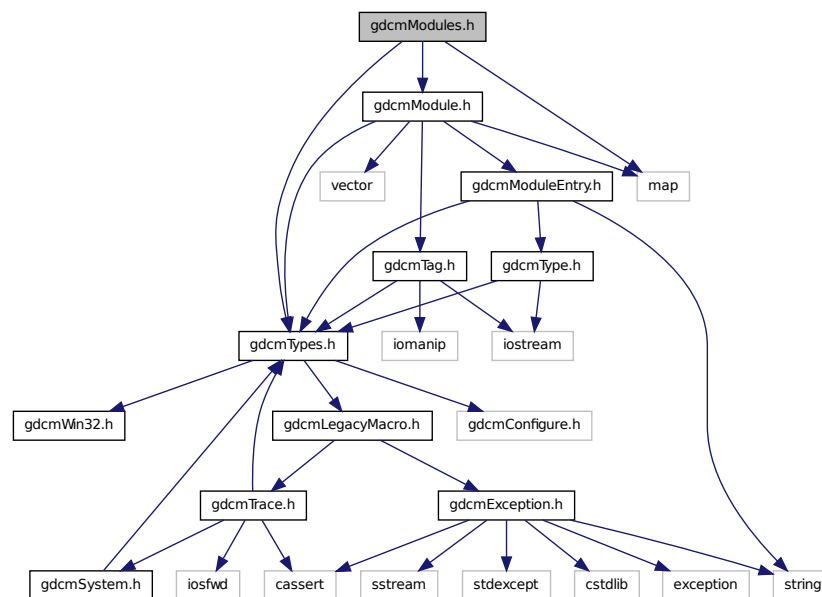 gdcmModules.h
gdcmModule.h
vector
gdcmModuleEntry.h
map
gdcmTag.h
gdcmType.h
gdcmTypes.h
iomanip
iostream
gdcmWin32.h
gdcmLegacyMacro.h
gdcmConfigure.h
gdcmTrace.h
gdcmException.h
gdcmSystem.h
iosfwd
cassert
sstream
stdexcept
cstdlib
exception
string